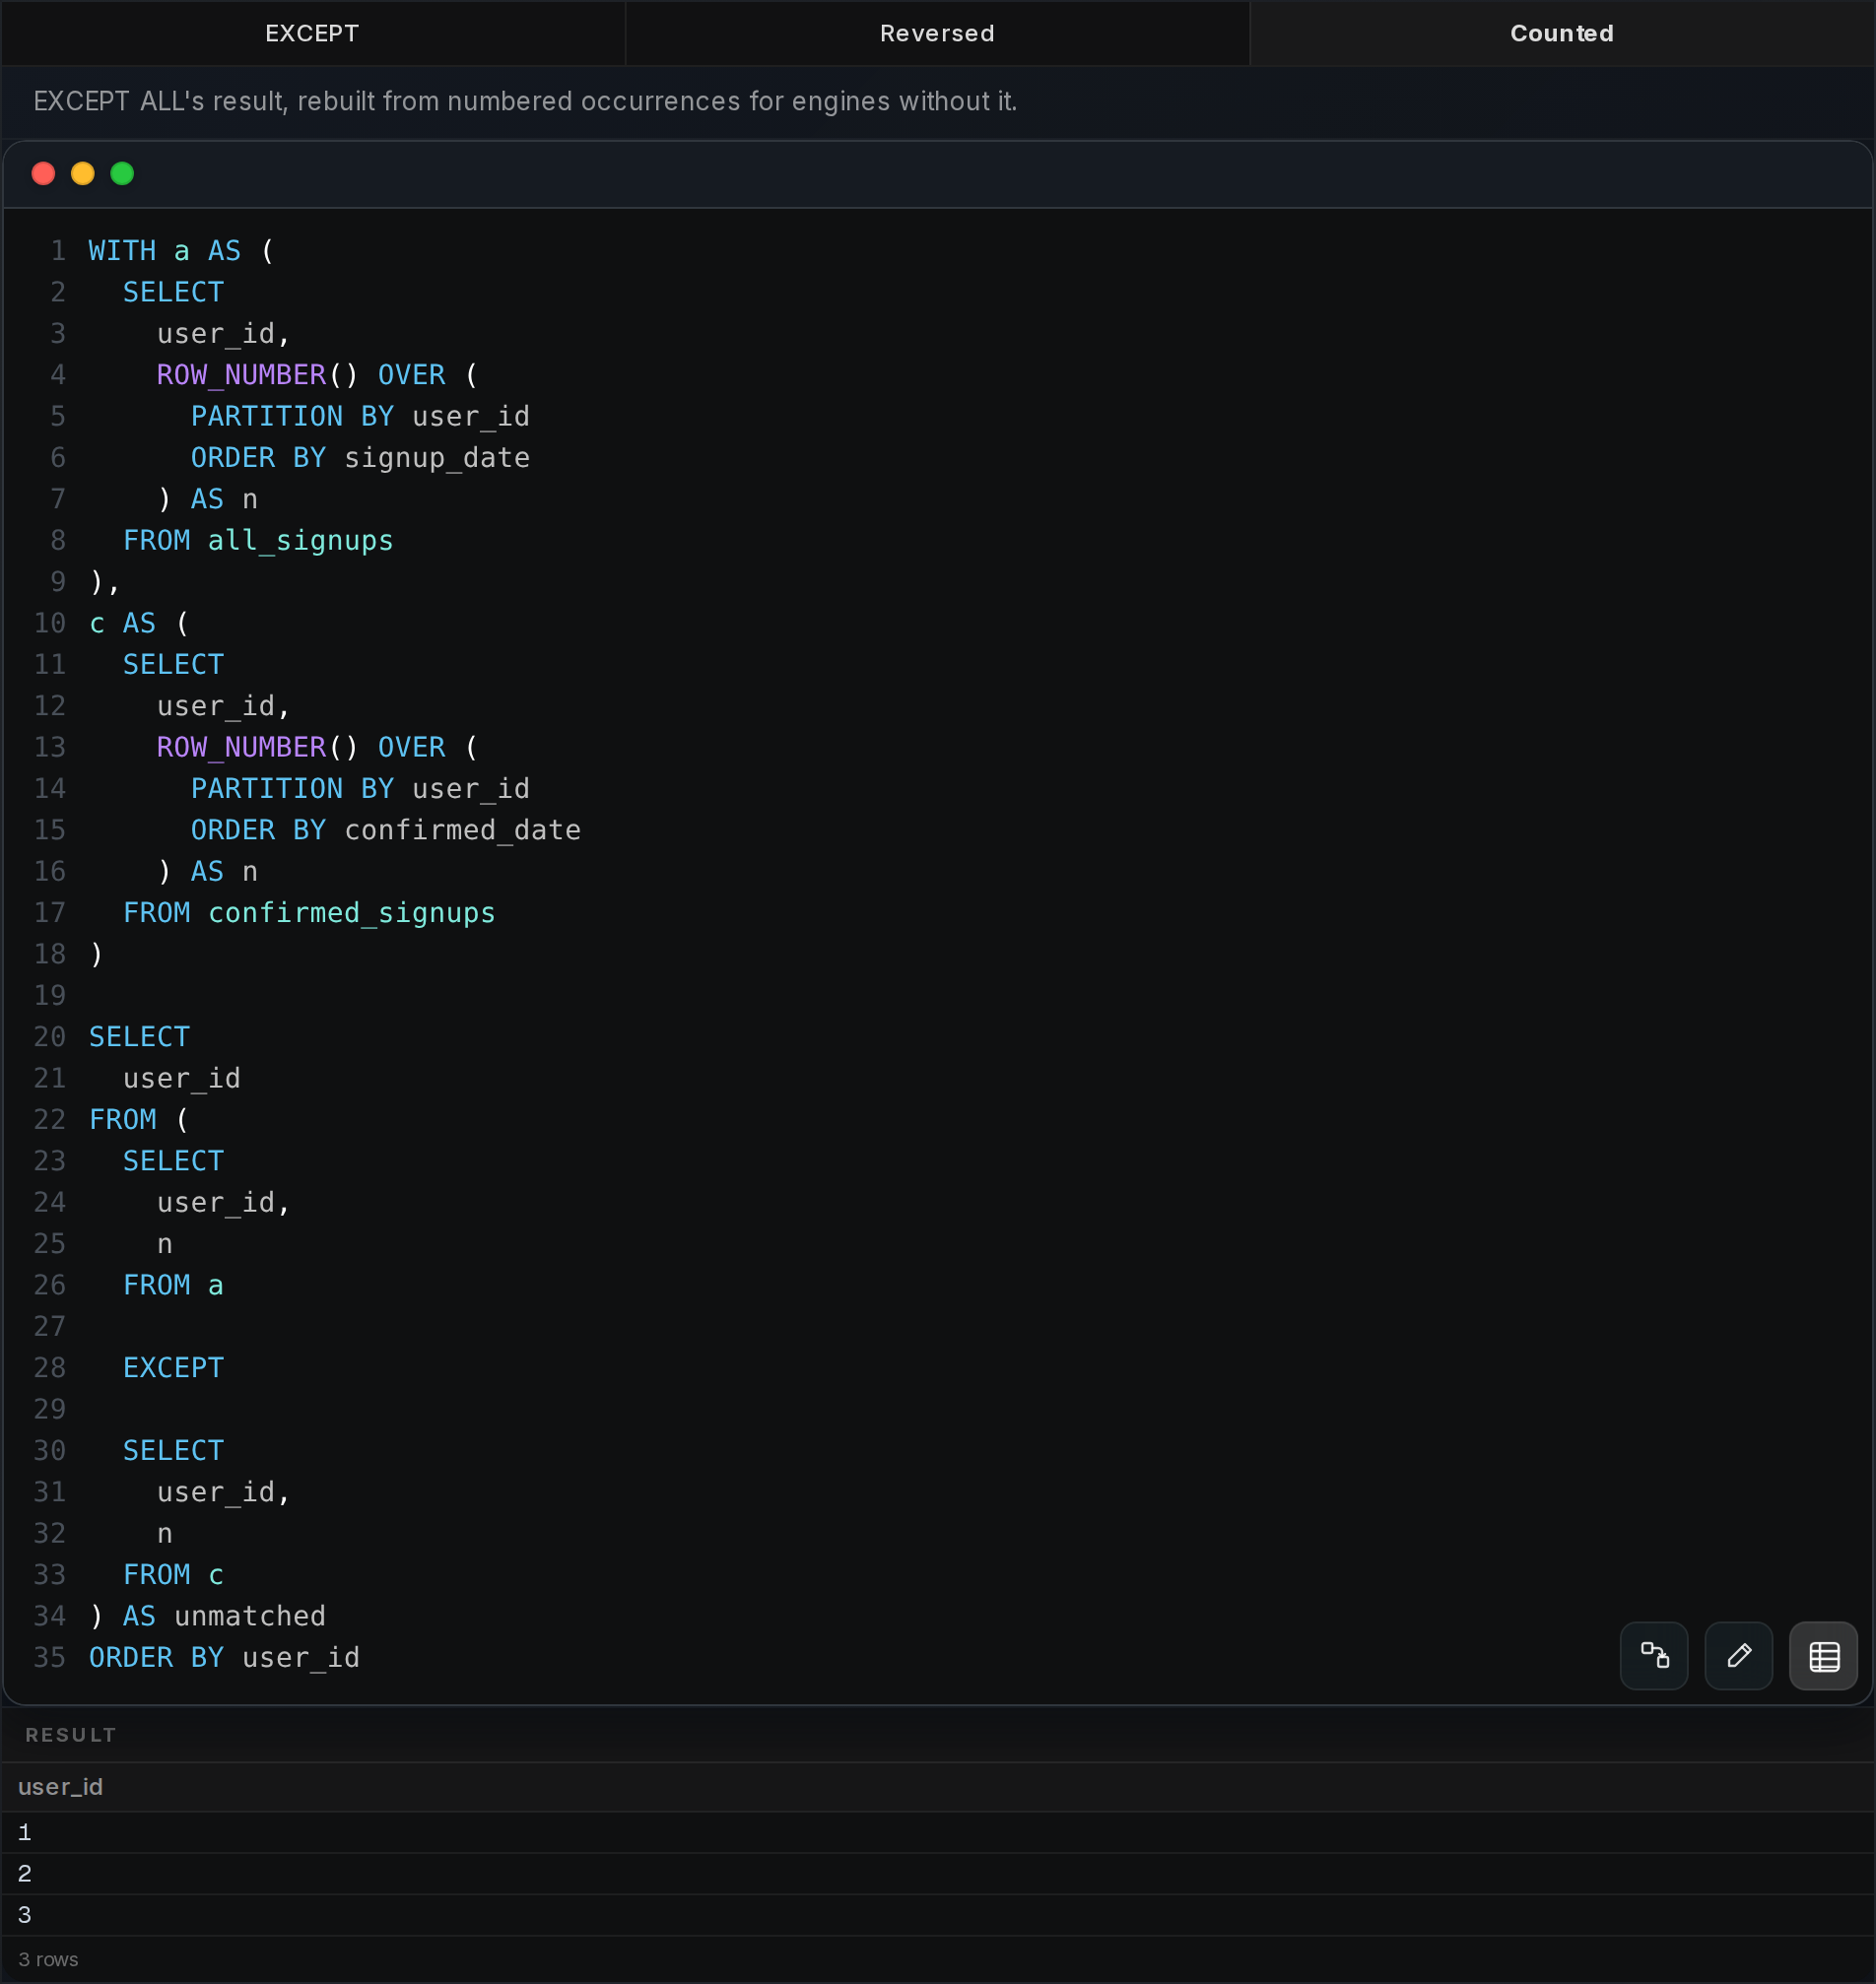 EXCEPT
Reversed
Counted
EXCEPT ALL's result, rebuilt from numbered occurrences for engines without it.
1 WITH a AS (
2   SELECT
3     user_id,
4     ROW_NUMBER() OVER (
5       PARTITION BY user_id
6       ORDER BY signup_date
7     ) AS n
8   FROM all_signups
9 ),
10 c AS (
11   SELECT
12     user_id,
13     ROW_NUMBER() OVER (
14       PARTITION BY user_id
15       ORDER BY confirmed_date
16     ) AS n
17   FROM confirmed_signups
18 )
19
20 SELECT
21   user_id
22 FROM (
23   SELECT
24     user_id,
25     n
26   FROM a
27
28   EXCEPT
29
30   SELECT
31     user_id,
32     n
33   FROM c
34 ) AS unmatched
35 ORDER BY user_id
RESULT
user_id
1
2
3
3 rows